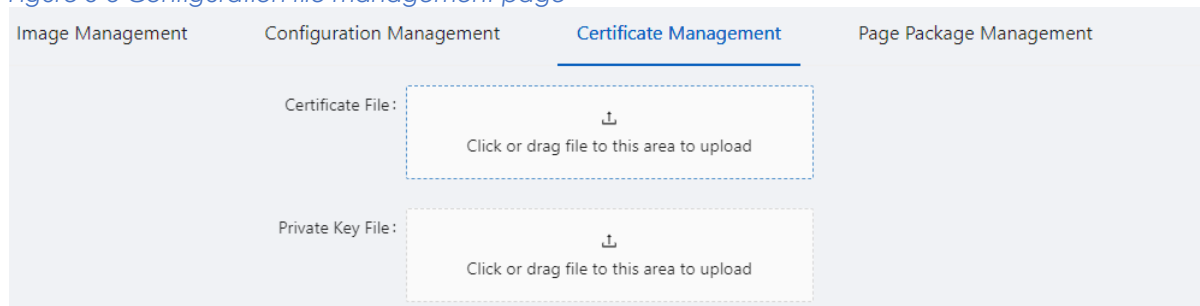 Image Management Configuration Management Certificate Management Page Package Management
Certificate File:
Click or drag file to this area to upload
Private Key File:
Click or drag file to this area to upload